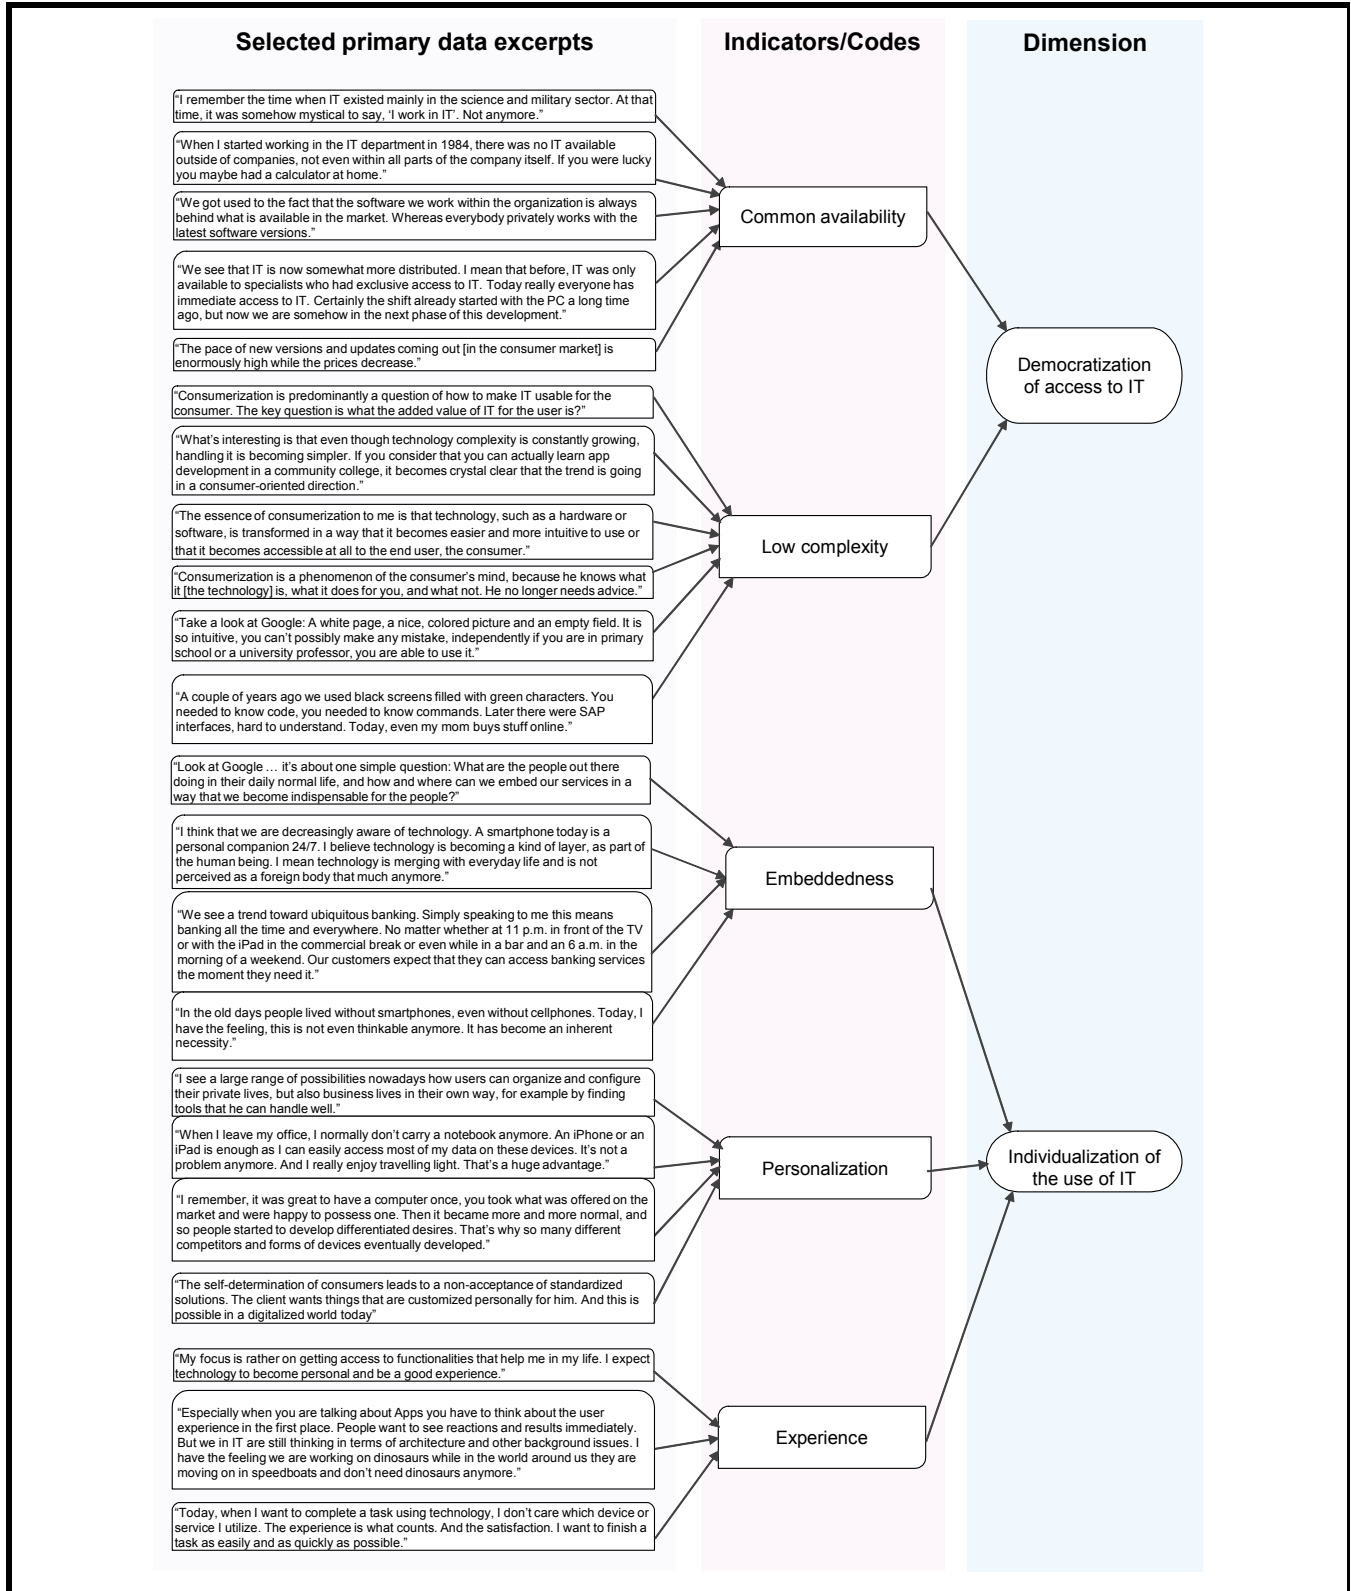 Selected primary data excerpts
Indicators/Codes
Dimension
“I remember the time when IT existed mainly in the science and military sector. At that
time, it was somehow mystical to say, ‘I work in IT’. Not anymore.”
“When I started working in the IT department in 1984, there was no IT available
outside of companies, not even within all parts of the company itself. If you were lucky
you maybe had a calculator at home.”
“We got used to the fact that the software we work within the organization is always
behind what is available in the market. Whereas everybody privately works with the
latest software versions.”
“We see that IT is now somewhat more distributed. I mean that before, IT was only
available to specialists who had exclusive access to IT. Today really everyone has
immediate access to IT. Certainly the shift already started with the PC a long time
ago, but now we are somehow in the next phase of this development.”
“The pace of new versions and updates coming out [in the consumer market] is
enormously high while the prices decrease.”
Common availability
“Consumerization is predominantly a question of how to make IT usable for the
consumer. The key question is what the added value of IT for the user is?”
“What’s interesting is that even though technology complexity is constantly growing,
handling it is becoming simpler. If you consider that you can actually learn app
development in a community college, it becomes crystal clear that the trend is going
in a consumer-oriented direction.”
“The essence of consumerization to me is that technology, such as a hardware or
software, is transformed in a way that it becomes easier and more intuitive to use or
that it becomes accessible at all to the end user, the consumer.”
“Consumerization is a phenomenon of the consumer’s mind, because he knows what
it [the technology] is, what it does for you, and what not. He no longer needs advice.”
“Take a look at Google: A white page, a nice, colored picture and an empty field. It is
so intuitive, you can’t possibly make any mistake, independently if you are in primary
school or a university professor, you are able to use it.”
“A couple of years ago we used black screens filled with green characters. You
needed to know code, you needed to know commands. Later there were SAP
interfaces, hard to understand. Today, even my mom buys stuff online.”
Low complexity
Democratization
of access to IT
“Look at Google … it’s about one simple question: What are the people out there
doing in their daily normal life, and how and where can we embed our services in a
way that we become indispensable for the people?”
“I think that we are decreasingly aware of technology. A smartphone today is a
personal companion 24/7. I believe technology is becoming a kind of layer, as part of
the human being. I mean technology is merging with everyday life and is not
perceived as a foreign body that much anymore.”
“We see a trend toward ubiquitous banking. Simply speaking to me this means
banking all the time and everywhere. No matter whether at 11 p.m. in front of the TV
or with the iPad in the commercial break or even while in a bar and an 6 a.m. in the
morning of a weekend. Our customers expect that they can access banking services
the moment they need it.”
“In the old days people lived without smartphones, even without cellphones. Today, I
have the feeling, this is not even thinkable anymore. It has become an inherent
necessity.”
Embeddedness
“I see a large range of possibilities nowadays how users can organize and configure
their private lives, but also business lives in their own way, for example by finding
tools that he can handle well.”
“When I leave my office, I normally don’t carry a notebook anymore. An iPhone or an
iPad is enough as I can easily access most of my data on these devices. It’s not a
problem anymore. And I really enjoy travelling light. That’s a huge advantage.”
“I remember, it was great to have a computer once, you took what was offered on the
market and were happy to possess one. Then it became more and more normal, and
so people started to develop differentiated desires. That’s why so many different
competitors and forms of devices eventually developed.”
“The self-determination of consumers leads to a non-acceptance of standardized
solutions. The client wants things that are customized personally for him. And this is
possible in a digitalized world today”
Personalization
Individualization of
the use of IT
“My focus is rather on getting access to functionalities that help me in my life. I expect
technology to become personal and be a good experience.”
“Especially when you are talking about Apps you have to think about the user
experience in the first place. People want to see reactions and results immediately.
But we in IT are still thinking in terms of architecture and other background issues. I
have the feeling we are working on dinosaurs while in the world around us they are
moving on in speedboats and don’t need dinosaurs anymore.”
“Today, when I want to complete a task using technology, I don’t care which device or
service I utilize. The experience is what counts. And the satisfaction. I want to finish a
task as easily and as quickly as possible.”
Experience